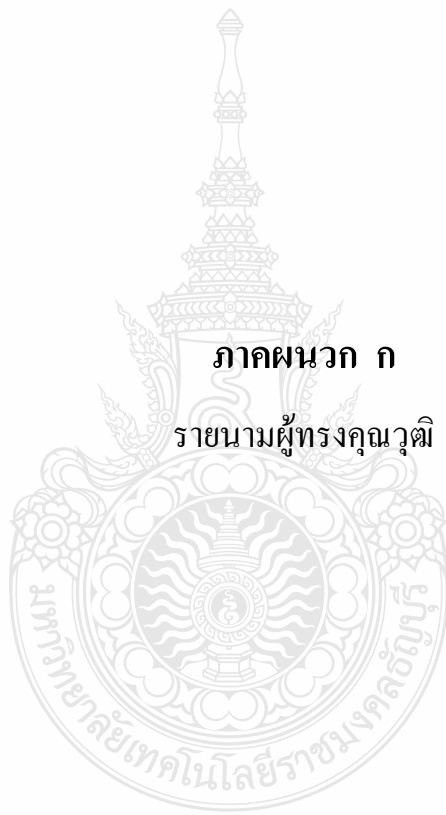 ภาคผนวก ก
รายนามผู้ทรงคุณวุฒิ
มหาวิทยาลัยเทคโนโลยีราชมงคลธัญบุรี